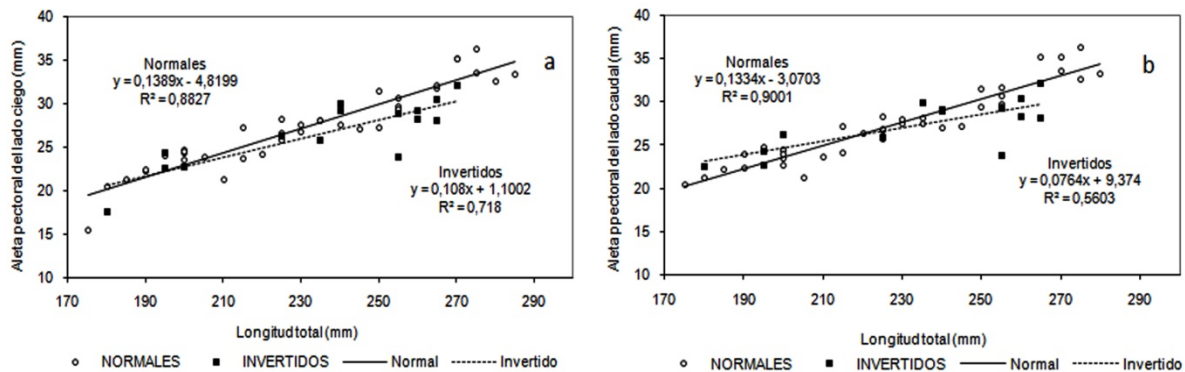 a
Aleta pectoral del lado ciego (mm)
40
35
30
25
20
15
10
Normales
y = 0,1389x - 4,8199
R² = 0,8827
Invertidos
y = 0,108x + 1,1002
R² = 0,718
170 190 210 230 250 270 290
Longitud total (mm)
NORMALES INVERTIDOS Normal Invertido
b
Aleta pectoral del lado caudal (mm)
40
35
30
25
20
15
10
Normales
y = 0,1334x - 3,0703
R² = 0,9001
Invertidos
y = 0,0764x + 9,374
R² = 0,5603
170 190 210 230 250 270 290
Longitud total (mm)
NORMALES INVERTIDOS Normal Invertido